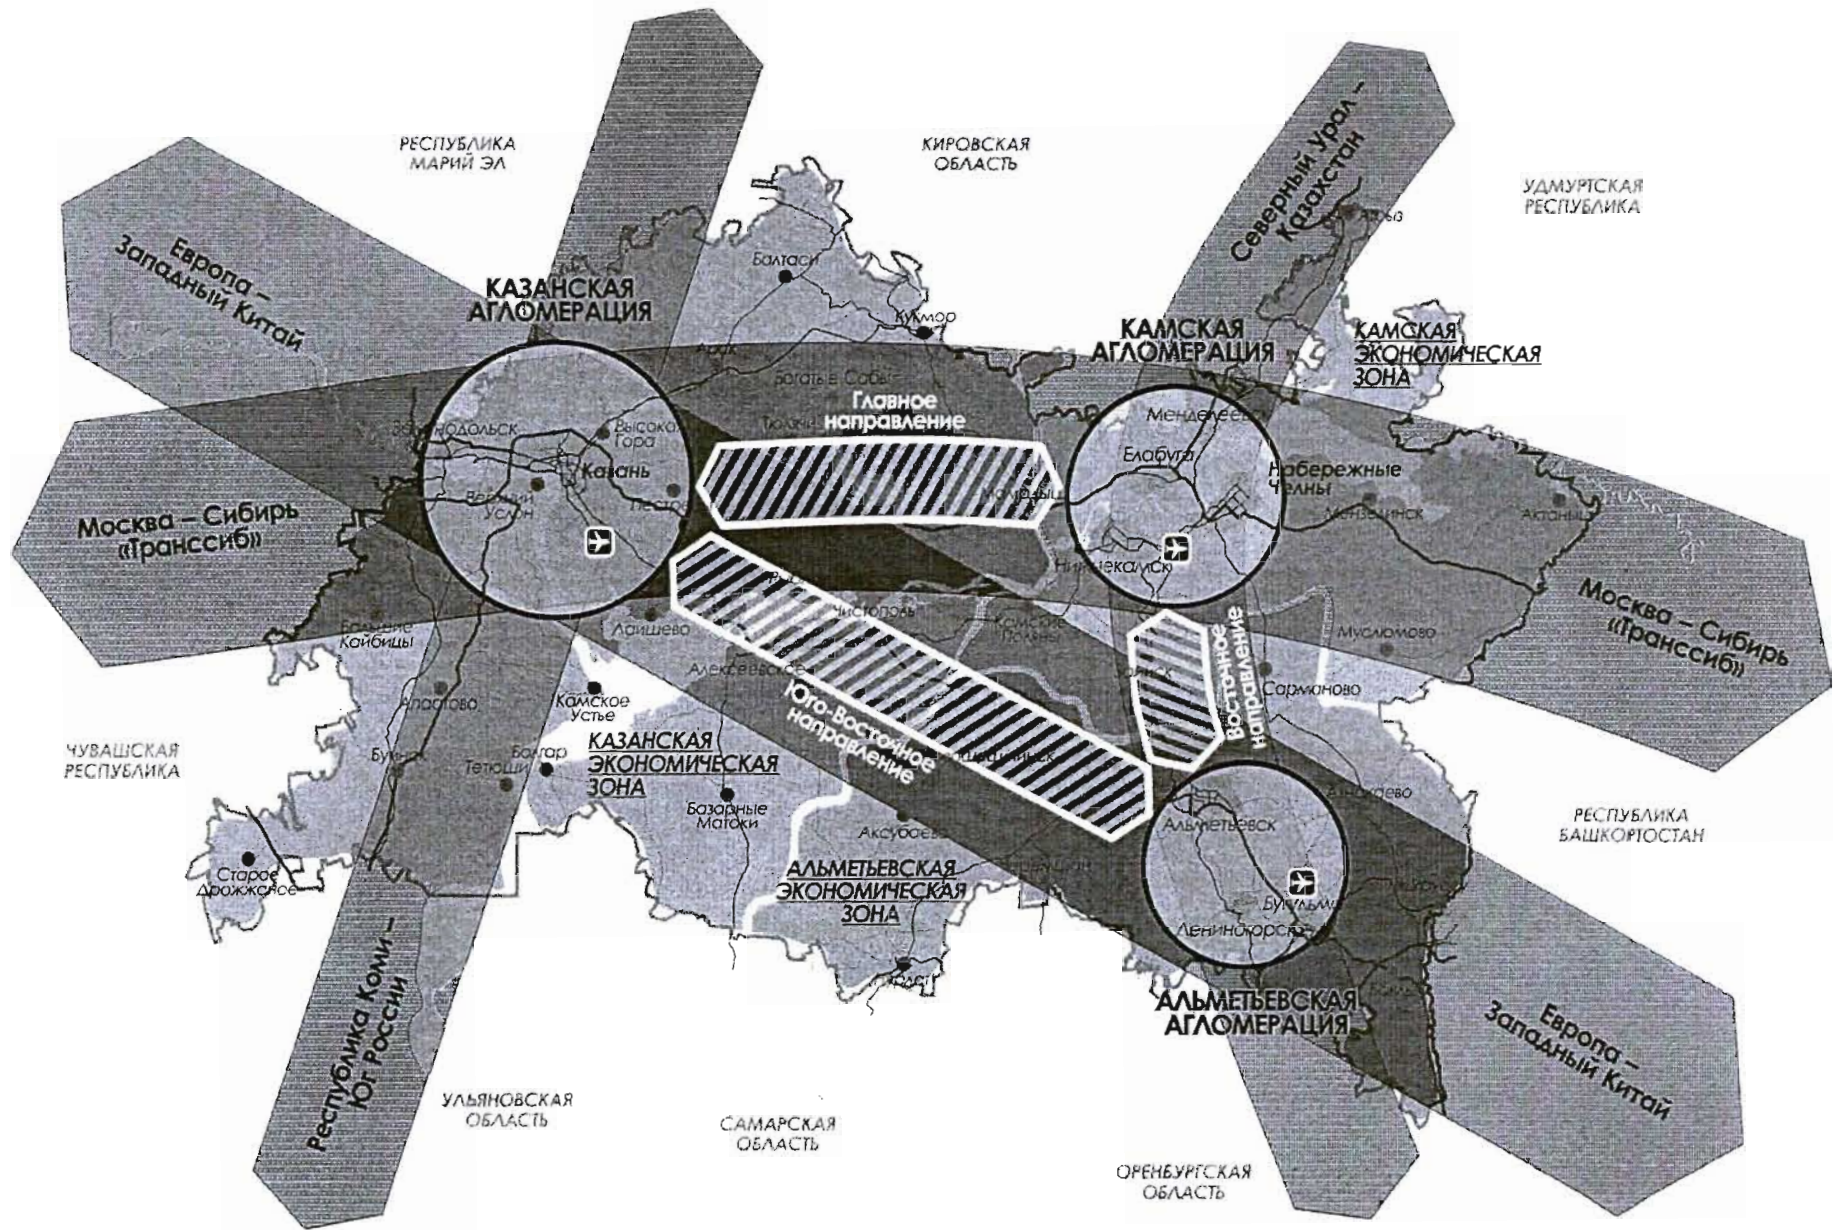 РЕСПУБЛИКА
МАРИЙ ЭЛ
КИРОВСКАЯ
ОБЛАСТЬ
Северный Урал –
Казахстан
УДМУРТСКАЯ
РЕСПУБЛИКА
Европа –
Западный Китай
КАЗАНСКАЯ
АГЛОМЕРАЦИЯ
Балтаси
Кукмор
КАМСКАЯ
АГЛОМЕРАЦИЯ
КАМСКАЯ
ЭКОНОМИЧЕСКАЯ
ЗОНА
Главное
направление
Менделеевск
Высокая
Гора
Казань
Елабуга
Набережные
Челны
Верхний
Услон
Мензелинск
Москва – Сибирь
«Транссиб»
Нижнекамск
Москва – Сибирь
«Транссиб»
Чистополь
Лаишево
Камские
Поляны
Муслюмово
Большие
Кайбицы
Алексеевское
Восточное
направление
Сарманово
Апастово
Камское
Устье
Юго-Восточное
направление
ЧУВАШСКАЯ
РЕСПУБЛИКА
Болгар
Тетюши
КАЗАНСКАЯ
ЭКОНОМИЧЕСКАЯ
ЗОНА
Базарные
Матаки
Аксубаево
Альметьевск
РЕСПУБЛИКА
БАШКОРТОСТАН
Старое
Дрожжаное
АЛЬМЕТЬЕВСКАЯ
ЭКОНОМИЧЕСКАЯ
ЗОНА
Лениногорск
Республика Коми –
Юг России
АЛЬМЕТЬЕВСКАЯ
АГЛОМЕРАЦИЯ
Европа –
Западный Китай
УЛЬЯНОВСКАЯ
ОБЛАСТЬ
САМАРСКАЯ
ОБЛАСТЬ
ОРЕНБУРГСКАЯ
ОБЛАСТЬ